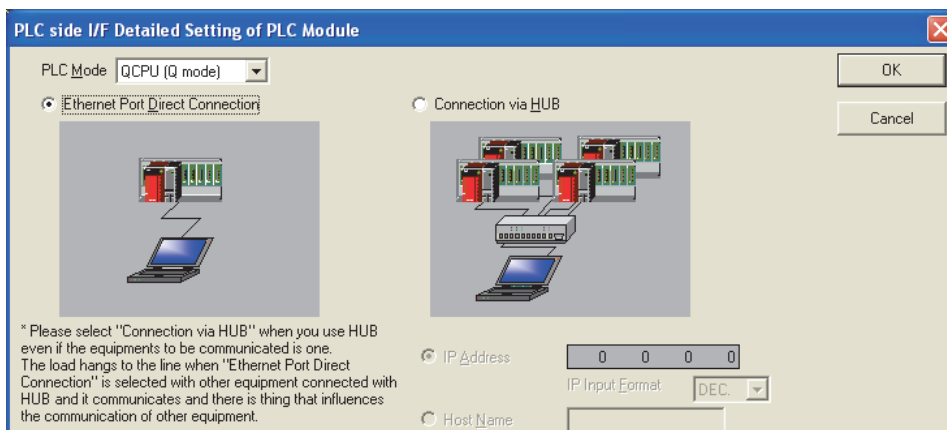 PLC side I/F Detailed Setting of PLC Module
PLC Mode QCPU (Q mode)
OK
Ethernet Port Direct Connection
Connection via HUB
Cancel
* Please select "Connection via HUB" when you use HUB
even if the equipments to be communicated is one.
The load hangs to the line when "Ethernet Port Direct
Connection" is selected with other equipment connected with
HUB and it communicates and there is thing that influences
the communication of other equipment.
IP Address 0 0 0 0
IP Input Format DEC.
Host Name